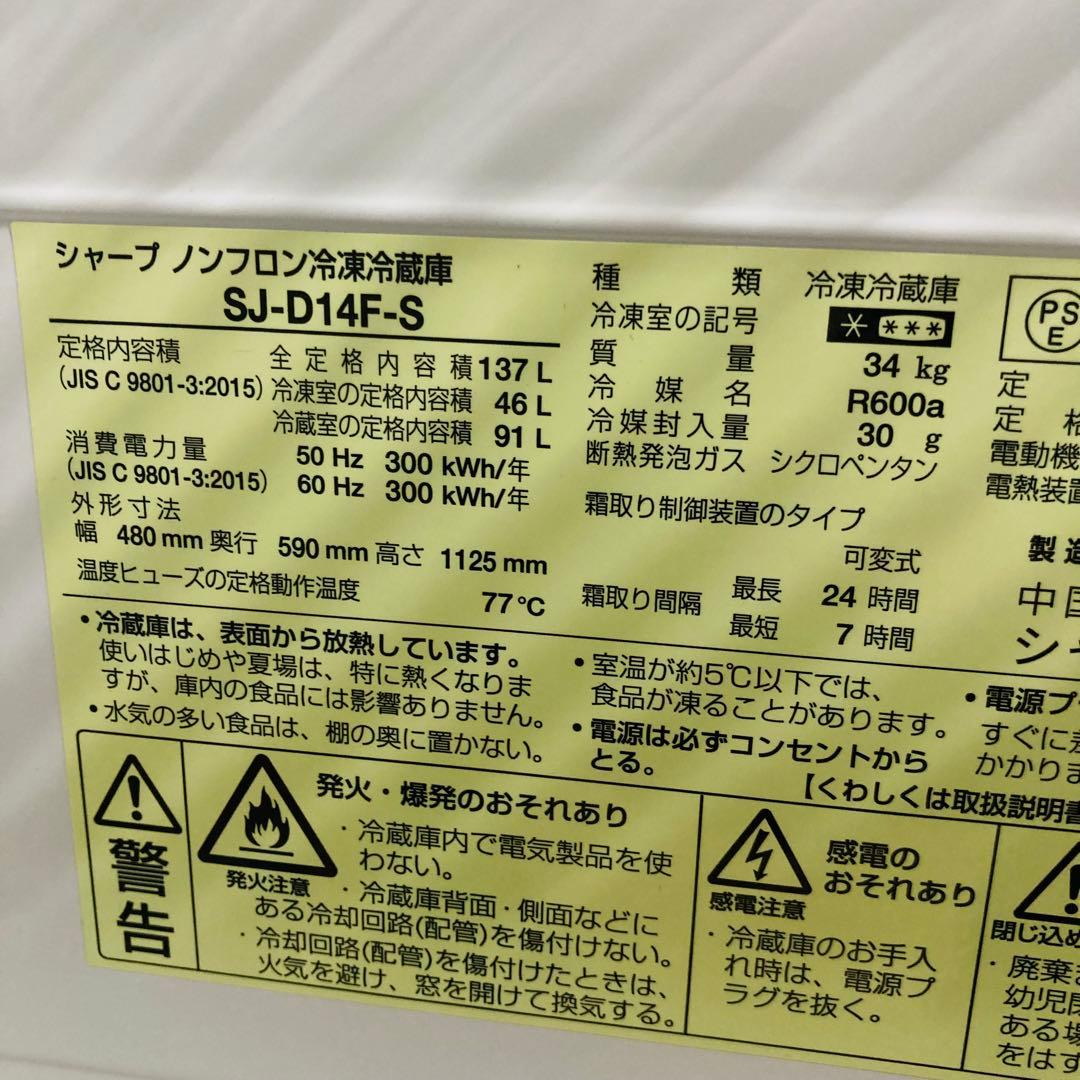 シャープ ノンフロン冷凍冷蔵庫
SJ-D14F-S
定格内容積 全定格内容積 137 L
(JIS C 9801-3:2015) 冷凍室の定格内容積 46 L
冷蔵室の定格内容積 91 L
消費電力量 50 Hz 300 kWh/年
(JIS C 9801-3:2015) 60 Hz 300 kWh/年
外形寸法
幅 480 mm 奥行 590 mm 高さ 1125 mm
温度ヒューズの定格動作温度 77 ℃
種類 冷凍冷蔵庫
冷凍室の記号 * ***
質量 34 kg
冷媒名 R600a
冷媒封入量 30 g
断熱発泡ガス シクロペンタン
霜取り制御装置のタイプ
可変式
霜取り間隔 最長 24 時間
最短 7 時間
PS
E
定
定格
電動機
電熱装置
製造
中国
シャ
・冷蔵庫は、表面から放熱しています。
使いはじめや夏場は、特に熱くなりま
すが、庫内の食品には影響ありません。
・水気の多い食品は、棚の奥に置かない。
・室温が約5℃以下では、
食品が凍ることがあります。
・電源は必ずコンセントから
とる。
・電源プ
すぐに
かかりま
【くわしくは取扱説明書
警告
発火注意
発火・爆発のおそれあり
・冷蔵庫内で電気製品を使
わない。
・冷蔵庫背面・側面などに
ある冷却回路(配管)を傷付けない。
・冷却回路(配管)を傷付けたときは、
火気を避け、窓を開けて換気する。
感電注意
感電の
おそれあり
・冷蔵庫のお手入
れ時は、電源プ
ラグを抜く。
閉じ込め
・廃棄
幼児閉
ある場
をはず